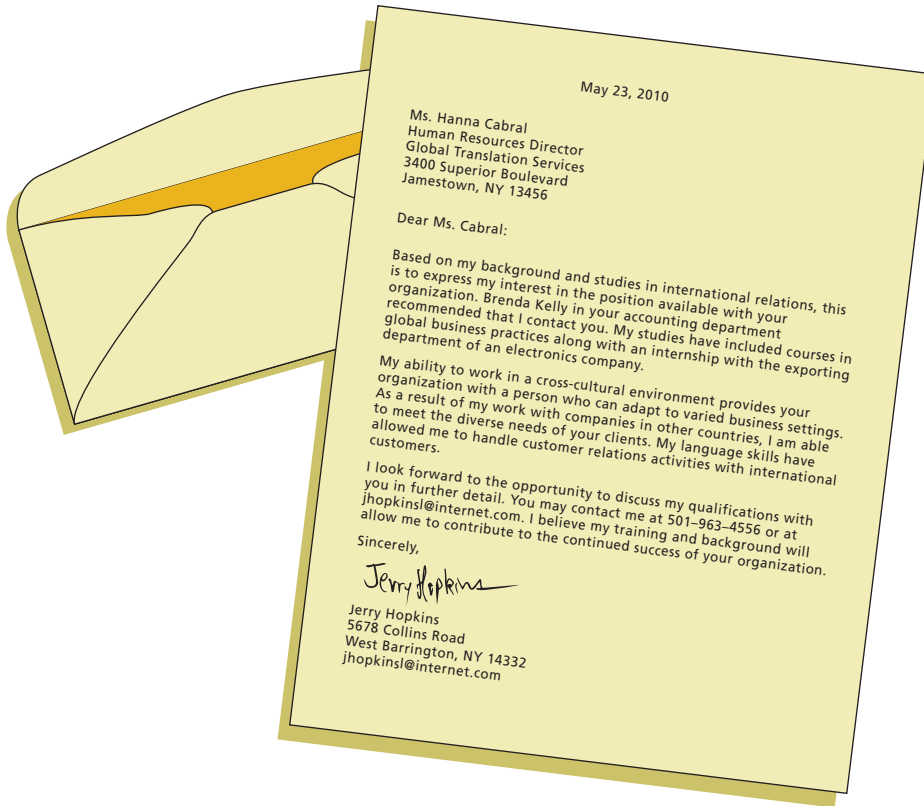 May 23, 2010
Ms. Hanna Cabral
Human Resources Director
Global Translation Services
3400 Superior Boulevard
Jamestown, NY 13456
Dear Ms. Cabral:
Based on my background and studies in international relations, this
is to express my interest in the position available with your
organization. Brenda Kelly in your accounting department
recommended that I contact you. My studies have included courses in
global business practices along with an internship with the exporting
department of an electronics company.
My ability to work in a cross-cultural environment provides your
organization with a person who can adapt to varied business settings.
As a result of my work with companies in other countries, I am able
to meet the diverse needs of your clients. My language skills have
allowed me to handle customer relations activities with international
customers.
I look forward to the opportunity to discuss my qualifications with
you in further detail. You may contact me at 501–963–4556 or at
jhopkinsl@internet.com. I believe my training and background will
allow me to contribute to the continued success of your organization.
Sincerely,
Jerry Hopkins
Jerry Hopkins
5678 Collins Road
West Barrington, NY 14332
jhopkinsl@internet.com